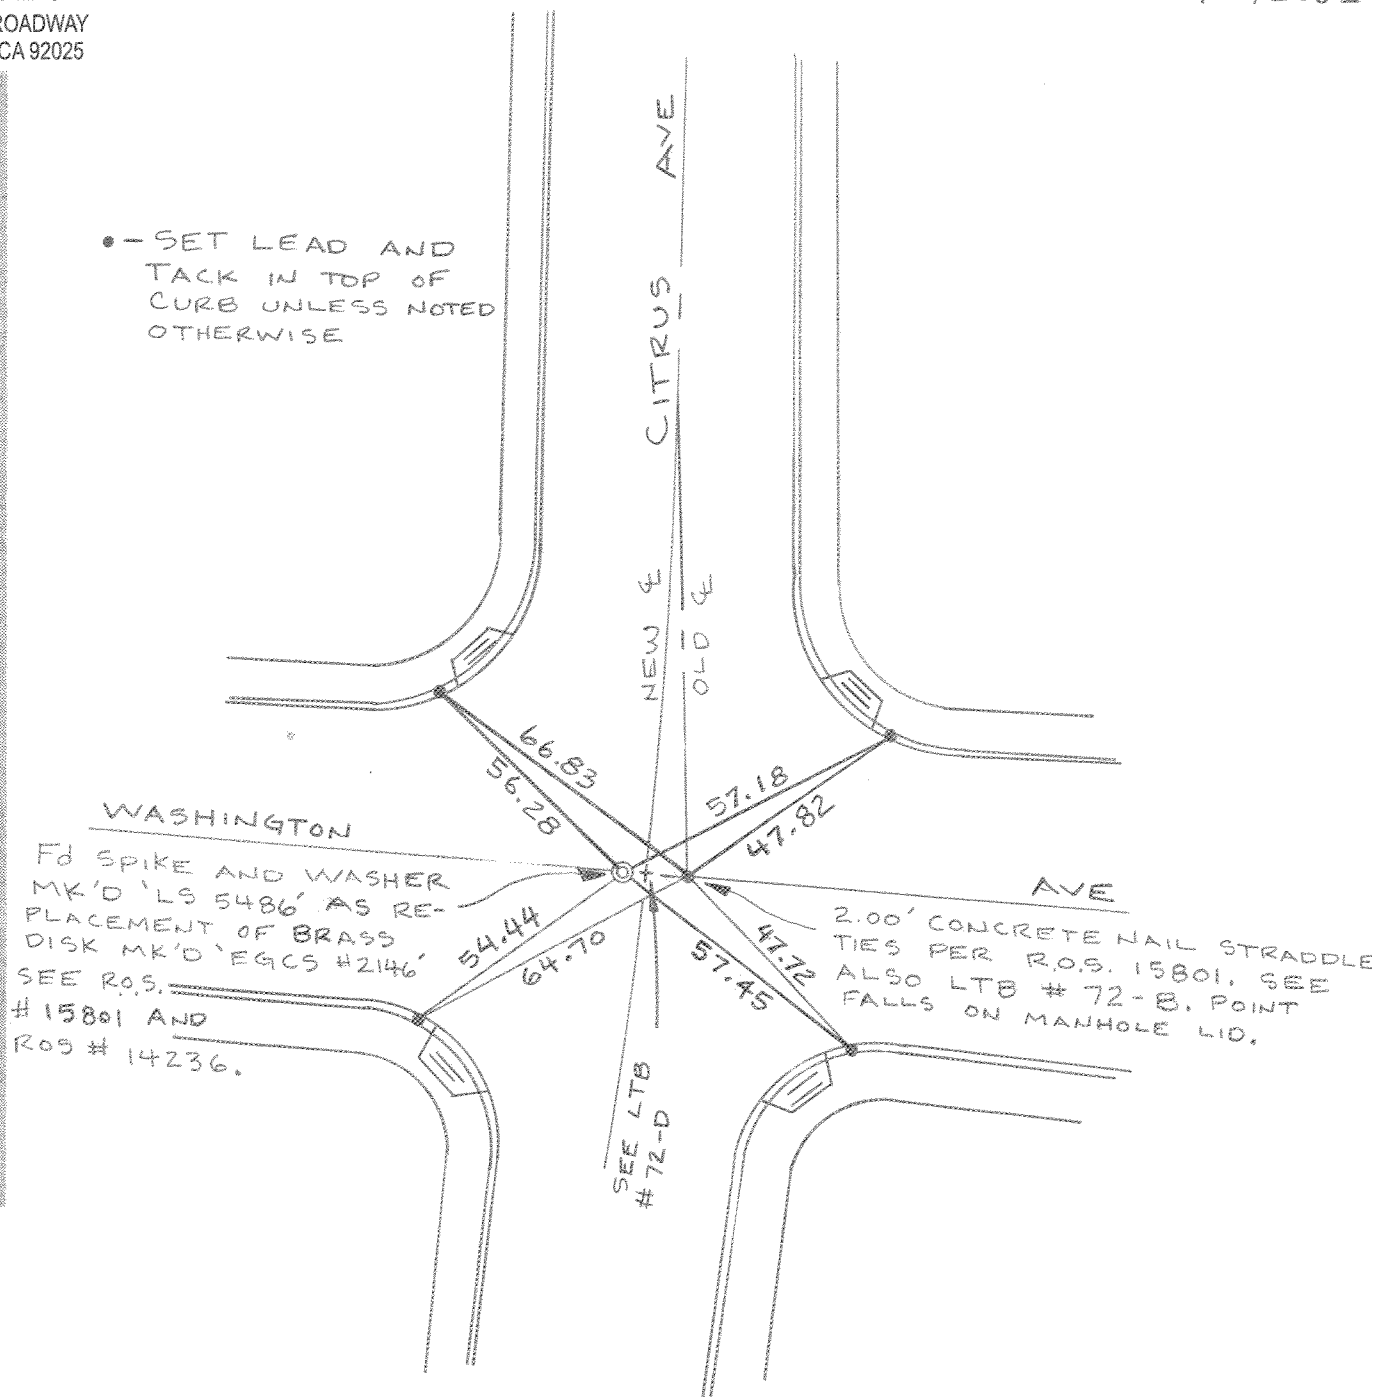 ROADWAY
CA 92025
CITRUS AVE
• - SET LEAD AND
TACK IN TOP OF
CURB UNLESS NOTED
OTHERWISE
NEW ℄
OLD ℄
66.83
56.28
57.18
47.82
WASHINGTON
AVE
Fd SPIKE AND WASHER
MK'D 'LS 5486' AS RE-
PLACEMENT OF BRASS
DISK MK'D 'EGCS #2146'
SEE R.O.S.
# 15801 AND
ROS # 14236.
54.44
64.70
47.72
57.45
2.00' CONCRETE NAIL STRADDLE
TIES PER R.O.S. 15801. SEE
ALSO LTB # 72-B. POINT
FALLS ON MANHOLE LID.
SEE LTB
# 72-D